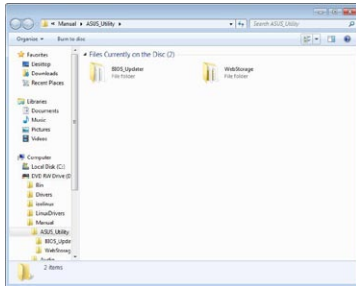 Manual ▸ ASUS_Utility ▸
Search ASUS_Utility
Organize ▾ Burn to disc
Favorites
Desktop
Downloads
Recent Places
Libraries
Documents
Music
Pictures
Videos
Computer
Local Disk (C:)
DVD RW Drive (D
Bin
Drivers
LinuxDrivers
Manual
ASUS_Utility
BIOS_Updat
WebStorag
Audio
Files Currently on the Disc (2)
BIOS_Updater
File folder
WebStorage
File folder
2 items